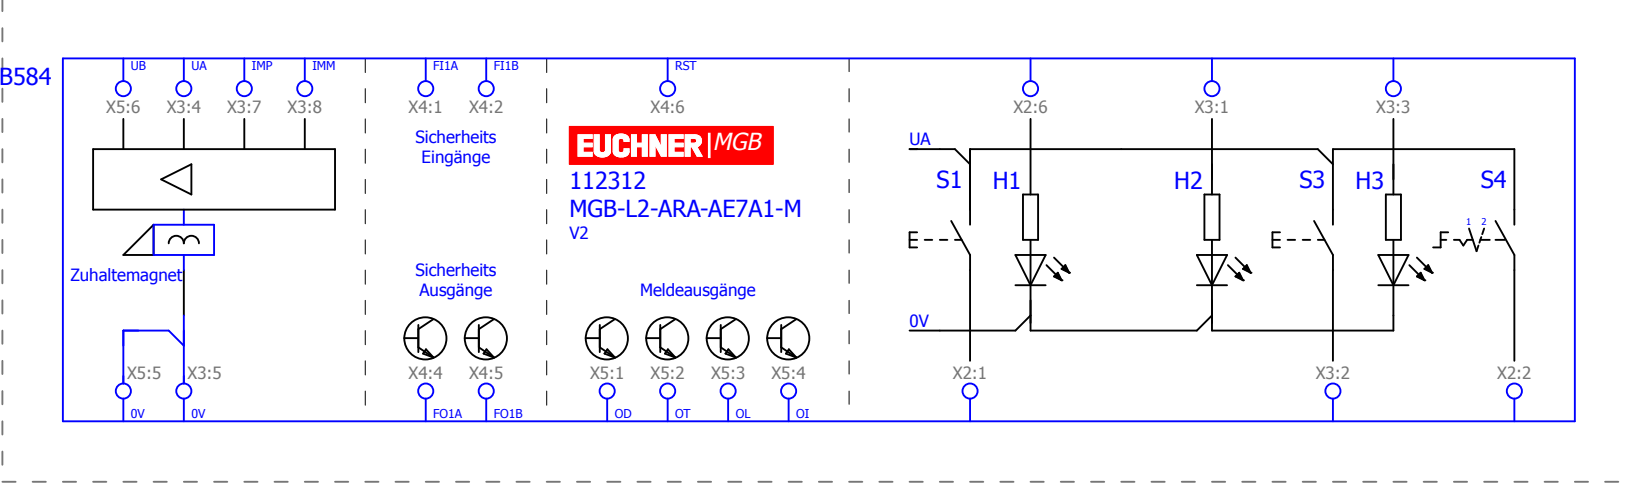 B584
UB UA IMP IMM FI1A FI1B RST
X5:6 X3:4 X3:7 X3:8 X4:1 X4:2 X4:6 X2:6 X3:1 X3:3
Sicherheits
Eingänge
EUCHNER|MGB
112312
MGB-L2-ARA-AE7A1-M
V2
UA
S1 H1 H2 S3 H3 S4
1 2
Zuhaltemagnet
Sicherheits
Ausgänge
Meldeausgänge
0V
X5:5 X3:5 X4:4 X4:5 X5:1 X5:2 X5:3 X5:4 X2:1 X3:2 X2:2
0V 0V FO1A FO1B OD OT OL OI